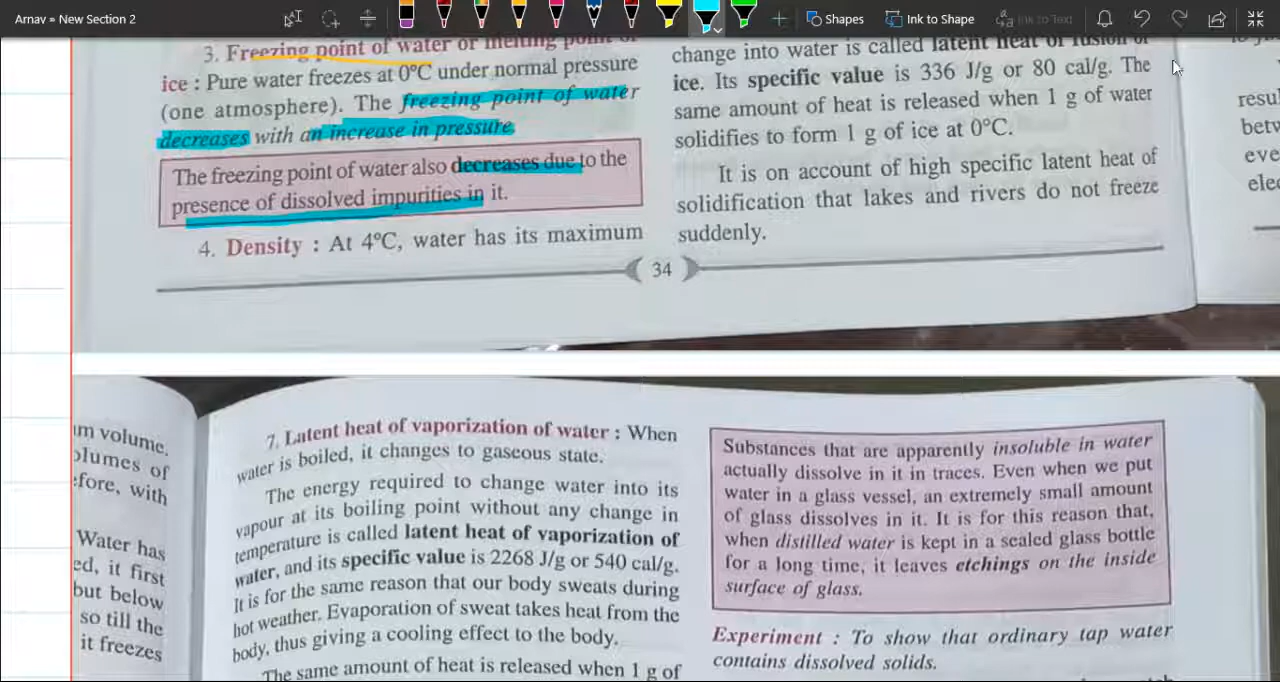 Arnav » New Section 2
Shapes
Ink to Shape
Ink to Text
3. Freezing point of water or melting point of
ice : Pure water freezes at 0°C under normal pressure
(one atmosphere). The freezing point of water
decreases with an increase in pressure.
The freezing point of water also decreases due to the
presence of dissolved impurities in it.
4. Density : At 4°C, water has its maximum
change into water is called latent heat of fusion of
ice. Its specific value is 336 J/g or 80 cal/g. The
same amount of heat is released when 1 g of water
solidifies to form 1 g of ice at 0°C.
It is on account of high specific latent heat of
solidification that lakes and rivers do not freeze
suddenly.
34
resul
betv
eve
elec
um volume.
olumes of
efore, with
Water has
ed, it first
but below
so till the
it freezes
7. Latent heat of vaporization of water : When
water is boiled, it changes to gaseous state.
The energy required to change water into its
vapour at its boiling point without any change in
temperature is called latent heat of vaporization of
water, and its specific value is 2268 J/g or 540 cal/g.
It is for the same reason that our body sweats during
hot weather. Evaporation of sweat takes heat from the
body, thus giving a cooling effect to the body.
The same amount of heat is released when 1 g of
Substances that are apparently insoluble in water
actually dissolve in it in traces. Even when we put
water in a glass vessel, an extremely small amount
of glass dissolves in it. It is for this reason that,
when distilled water is kept in a sealed glass bottle
for a long time, it leaves etchings on the inside
surface of glass.
Experiment : To show that ordinary tap water
contains dissolved solids.